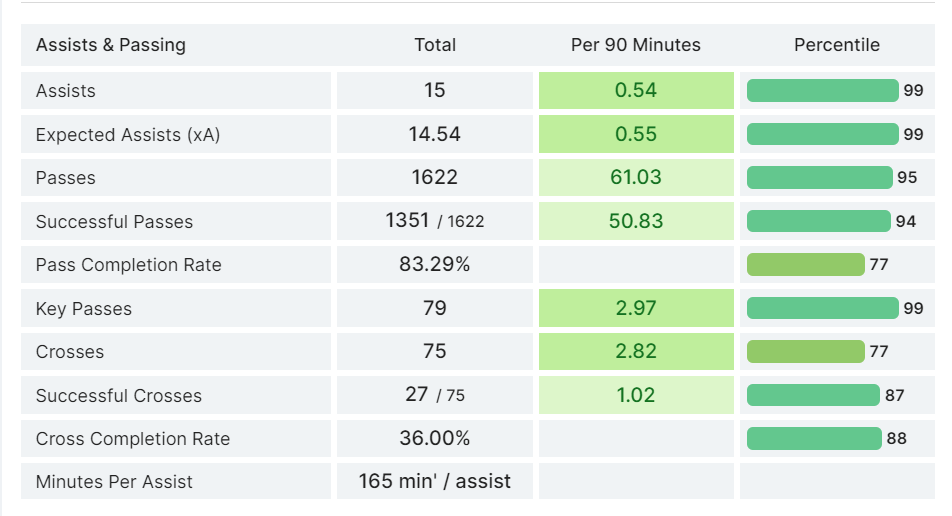 Assists & Passing Total Per 90 Minutes Percentile
Assists 15 0.54 99
Expected Assists (xA) 14.54 0.55 99
Passes 1622 61.03 95
Successful Passes 1351 / 1622 50.83 94
Pass Completion Rate 83.29% 77
Key Passes 79 2.97 99
Crosses 75 2.82 77
Successful Crosses 27 / 75 1.02 87
Cross Completion Rate 36.00% 88
Minutes Per Assist 165 min' / assist